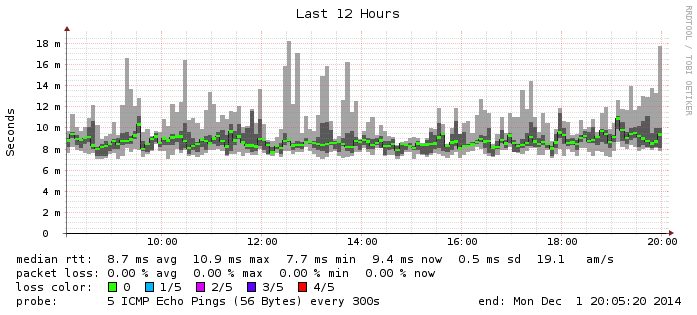 Last 12 Hours
RRDTOOL / TOBI OETIKER
Seconds
18 m
16 m
14 m
12 m
10 m
8 m
6 m
4 m
2 m
0
10:00 12:00 14:00 16:00 18:00 20:00
median rtt: 8.7 ms avg 10.9 ms max 7.7 ms min 9.4 ms now 0.5 ms sd 19.1 am/s
packet loss: 0.00 % avg 0.00 % max 0.00 % min 0.00 % now
loss color: 0 1/5 2/5 3/5 4/5
probe: 5 ICMP Echo Pings (56 Bytes) every 300s end: Mon Dec 1 20:05:20 2014